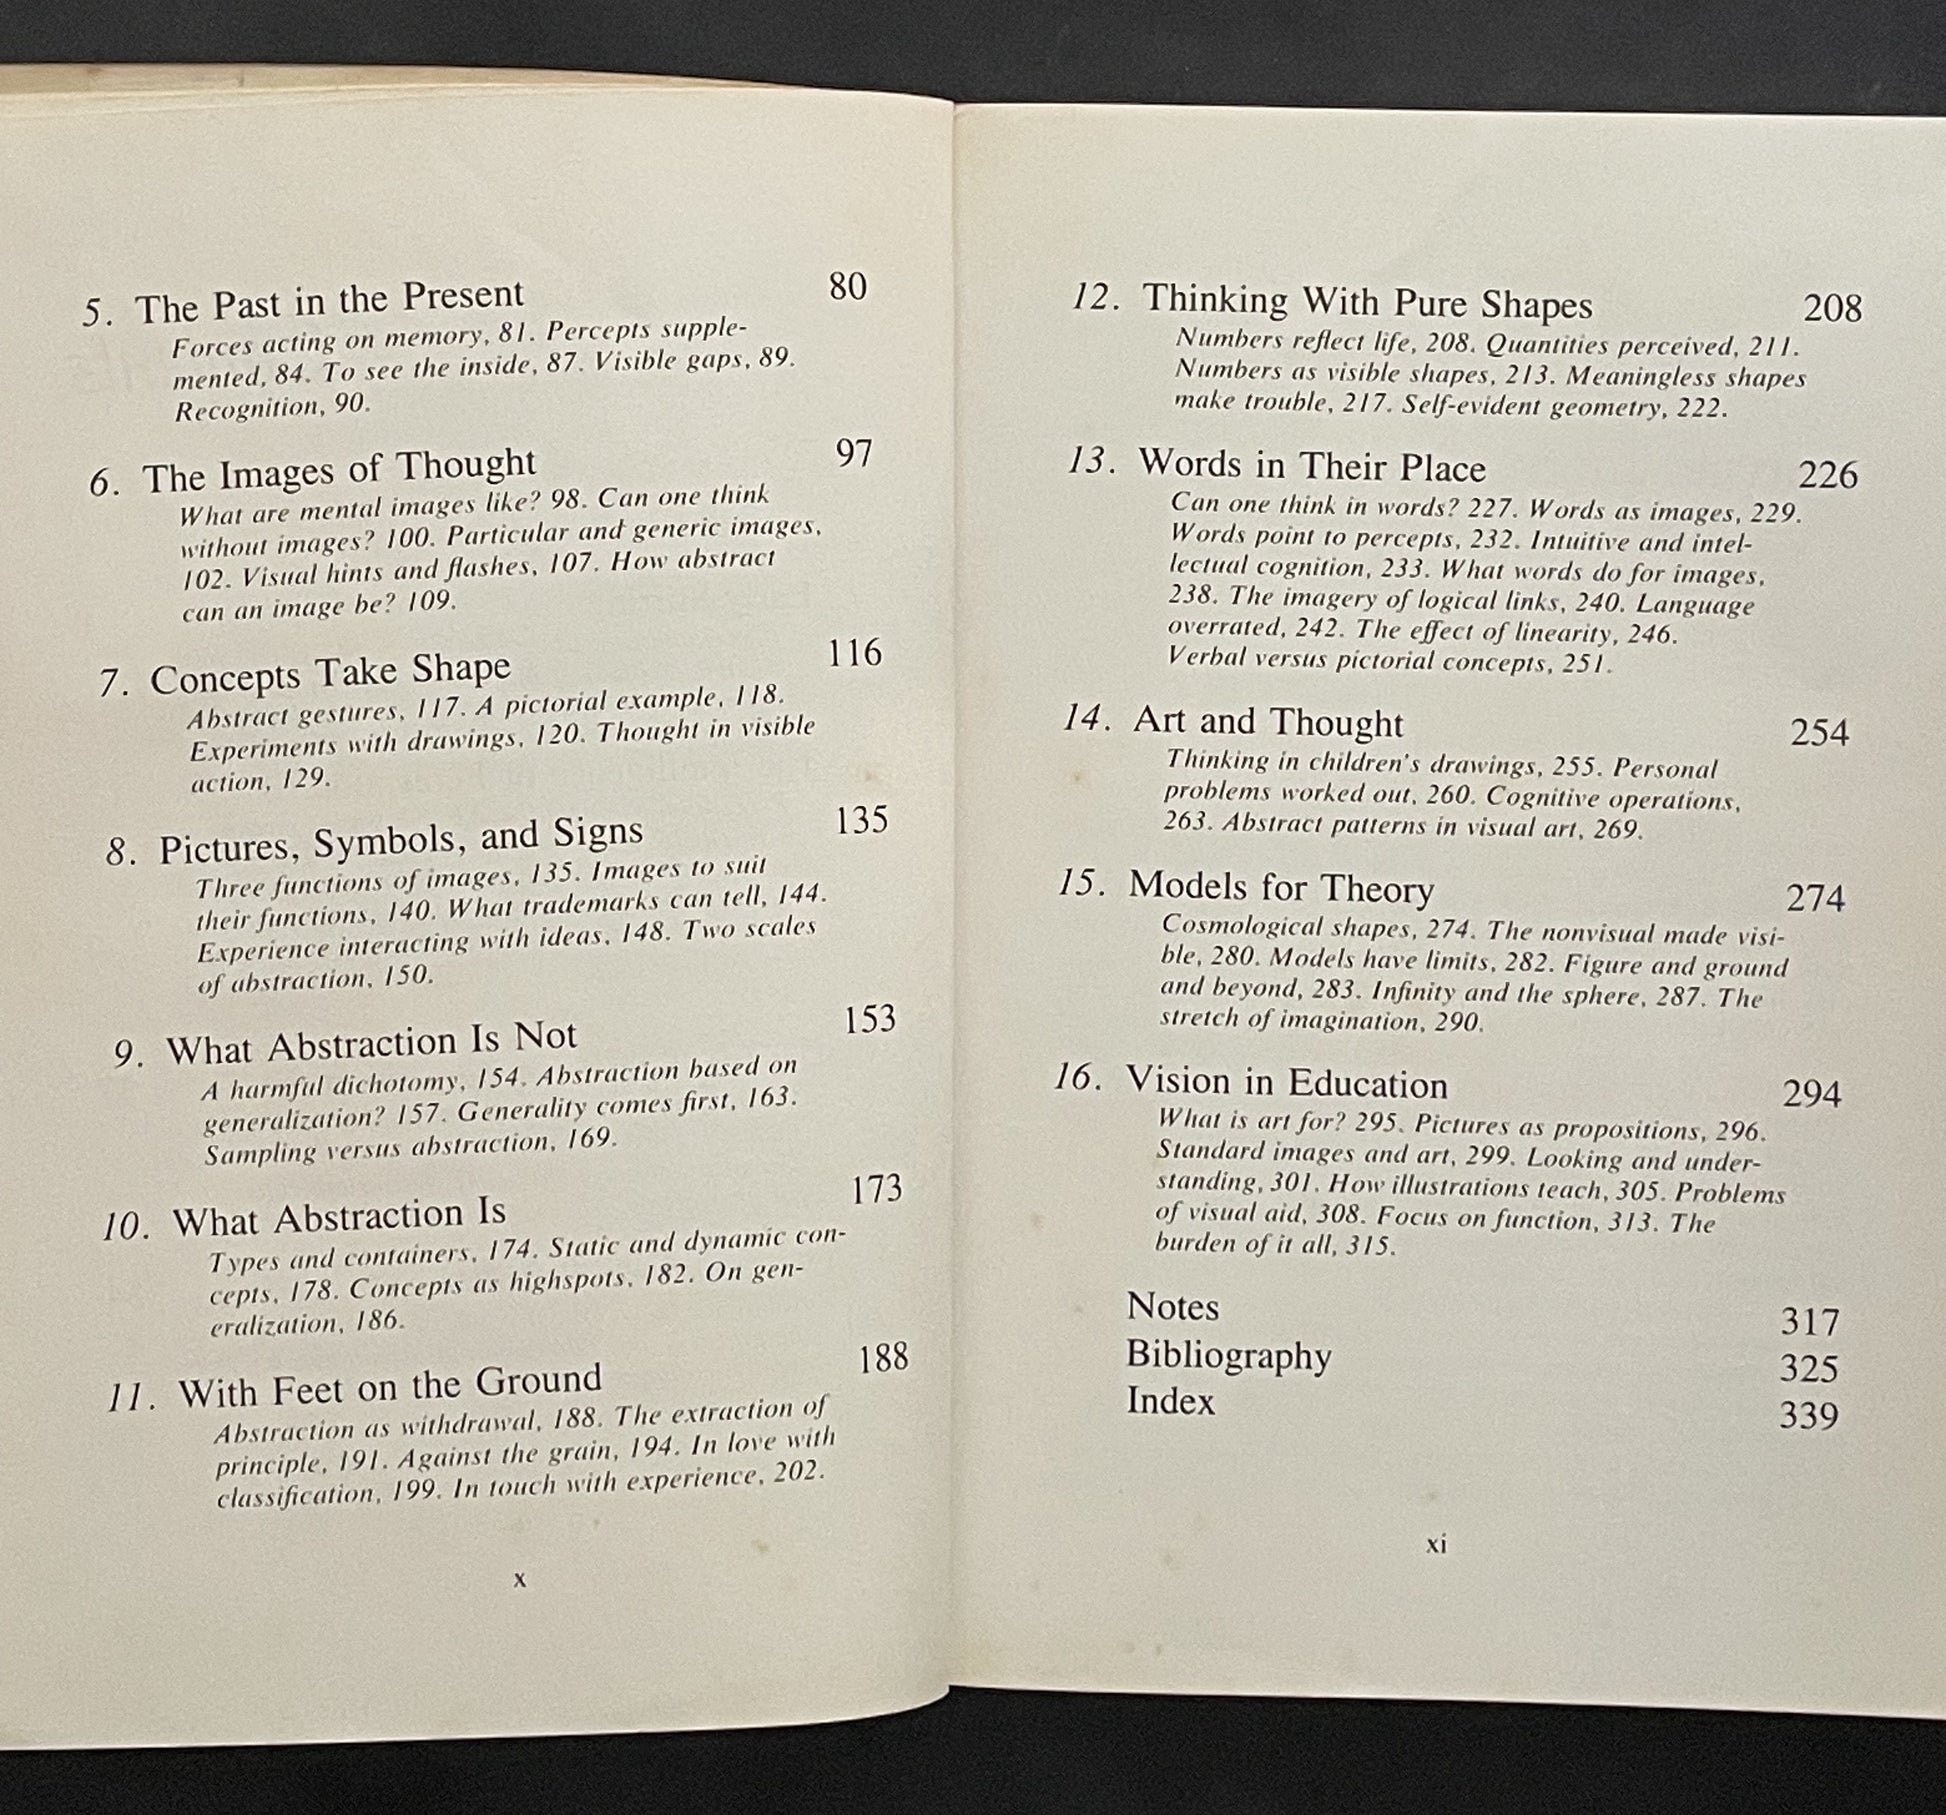 5. The Past in the Present 80
Forces acting on memory, 81. Percepts supple-
mented, 84. To see the inside, 87. Visible gaps, 89.
Recognition, 90.
6. The Images of Thought 97
What are mental images like? 98. Can one think
without images? 100. Particular and generic images,
102. Visual hints and flashes, 107. How abstract
can an image be? 109.
7. Concepts Take Shape 116
Abstract gestures, 117. A pictorial example, 118.
Experiments with drawings, 120. Thought in visible
action, 129.
8. Pictures, Symbols, and Signs 135
Three functions of images, 135. Images to suit
their functions, 140. What trademarks can tell, 144.
Experience interacting with ideas, 148. Two scales
of abstraction, 150.
9. What Abstraction Is Not 153
A harmful dichotomy, 154. Abstraction based on
generalization? 157. Generality comes first, 163.
Sampling versus abstraction, 169.
10. What Abstraction Is 173
Types and containers, 174. Static and dynamic con-
cepts, 178. Concepts as highspots, 182. On gen-
eralization, 186.
11. With Feet on the Ground 188
Abstraction as withdrawal, 188. The extraction of
principle, 191. Against the grain, 194. In love with
classification, 199. In touch with experience, 202.
x
12. Thinking With Pure Shapes 208
Numbers reflect life, 208. Quantities perceived, 211.
Numbers as visible shapes, 213. Meaningless shapes
make trouble, 217. Self-evident geometry, 222.
13. Words in Their Place 226
Can one think in words? 227. Words as images, 229.
Words point to percepts, 232. Intuitive and intel-
lectual cognition, 233. What words do for images,
238. The imagery of logical links, 240. Language
overrated, 242. The effect of linearity, 246.
Verbal versus pictorial concepts, 251.
14. Art and Thought 254
Thinking in children's drawings, 255. Personal
problems worked out, 260. Cognitive operations,
263. Abstract patterns in visual art, 269.
15. Models for Theory 274
Cosmological shapes, 274. The nonvisual made visi-
ble, 280. Models have limits, 282. Figure and ground
and beyond, 283. Infinity and the sphere, 287. The
stretch of imagination, 290.
16. Vision in Education 294
What is art for? 295. Pictures as propositions, 296.
Standard images and art, 299. Looking and under-
standing, 301. How illustrations teach, 305. Problems
of visual aid, 308. Focus on function, 313. The
burden of it all, 315.
Notes 317
Bibliography 325
Index 339
xi